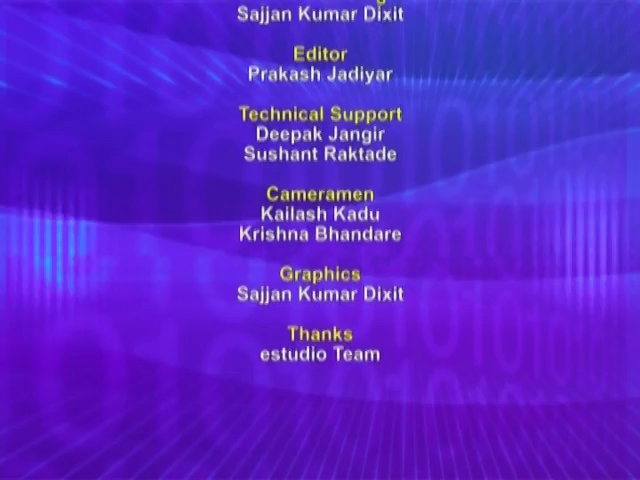 Sajjan Kumar Dixit
Editor
Prakash Jadiyar
Technical Support
Deepak Jangir
Sushant Raktade
Cameramen
Kailash Kadu
Krishna Bhandare
Graphics
Sajjan Kumar Dixit
Thanks
estudio Team